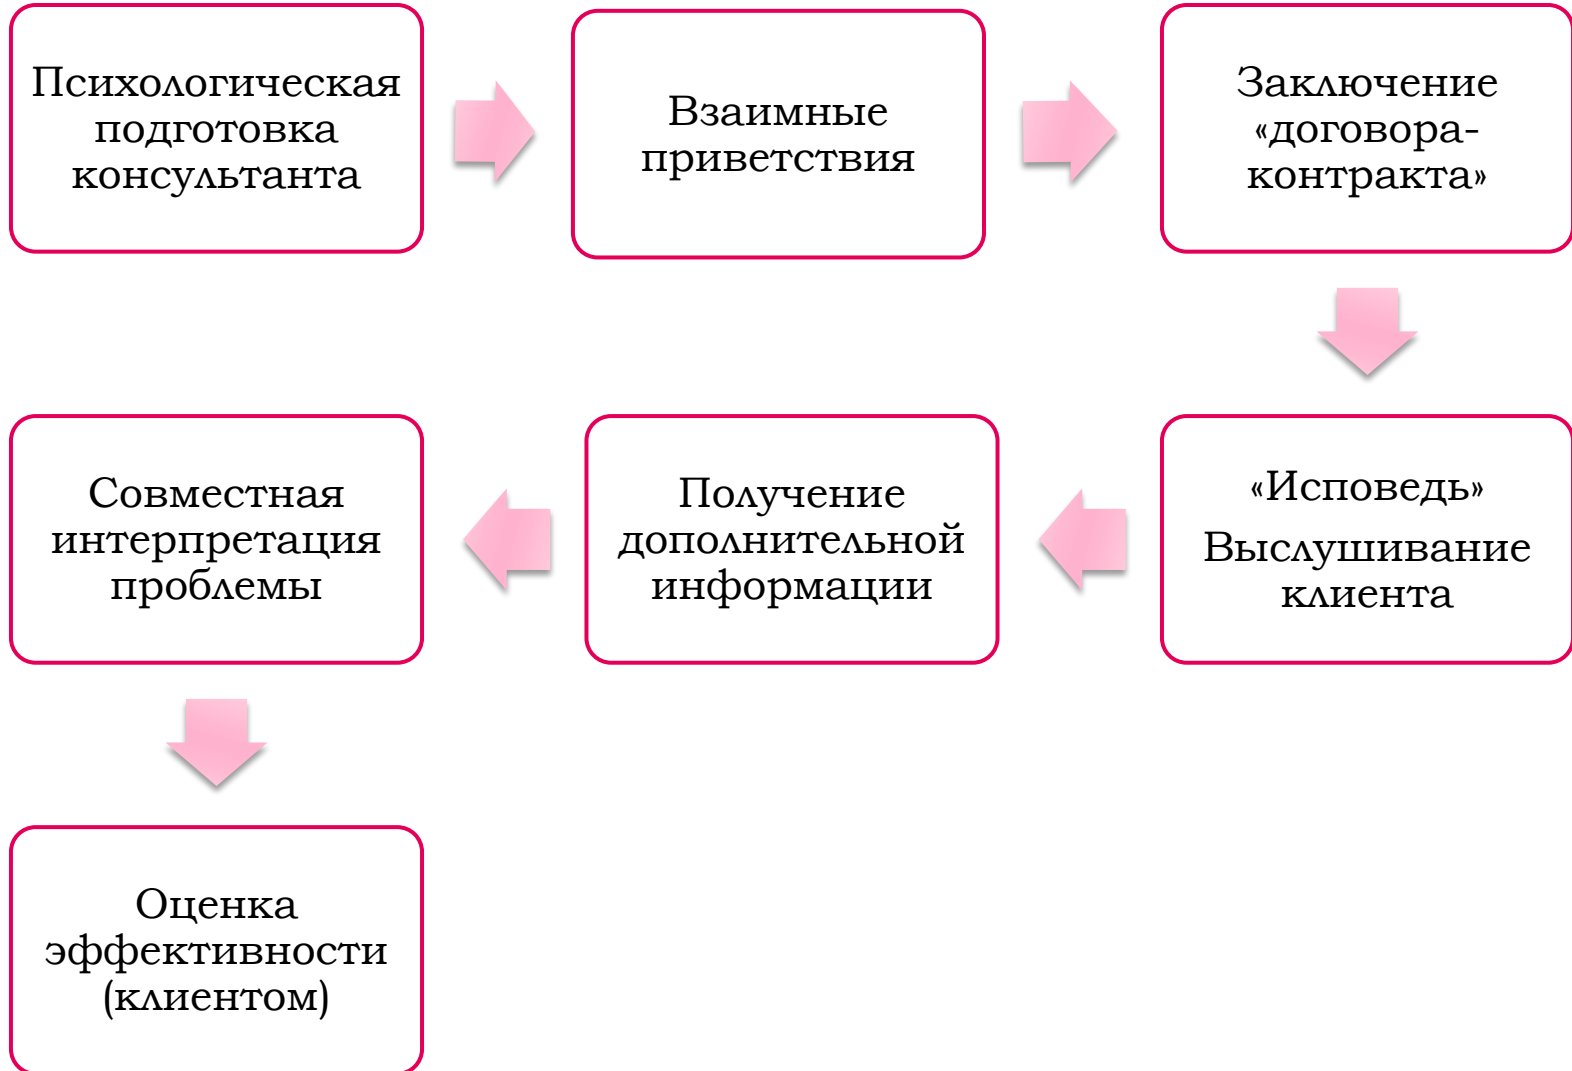 Психологическая
подготовка
консультанта
Взаимные
приветствия
Заключение
«договора-
контракта»
«Исповедь»
Выслушивание
клиента
Получение
дополнительной
информации
Совместная
интерпретация
проблемы
Оценка
эффективности
(клиентом)